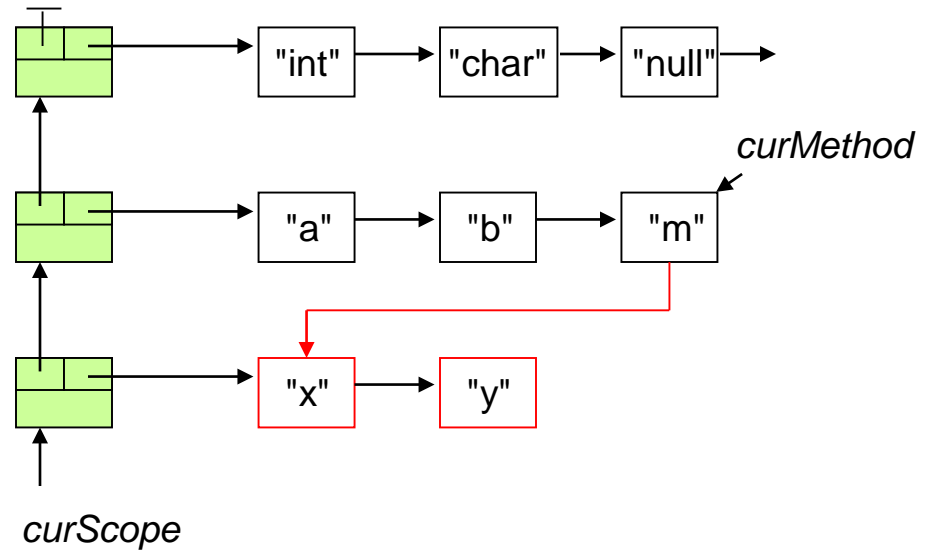 "int" "char" "null"
curMethod
"a" "b" "m"
"x" "y"
curScope